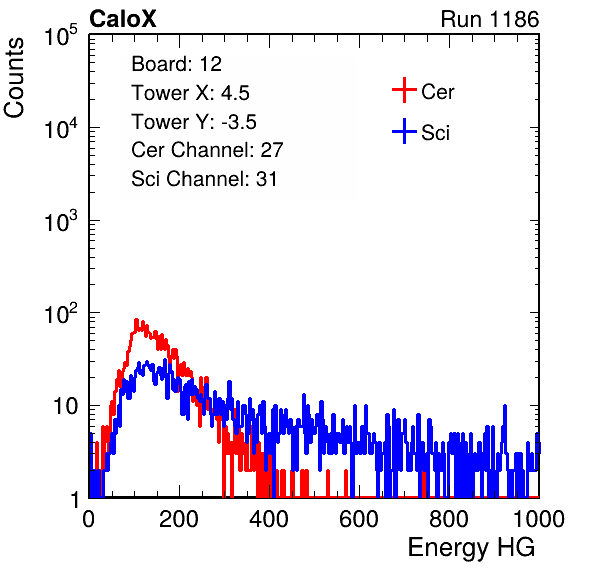 CaloX Run 1186
Counts
Board: 12
Tower X: 4.5
Tower Y: -3.5
Cer Channel: 27
Sci Channel: 31
Cer
Sci
10^5
10^4
10^3
10^2
10
1
0 200 400 600 800 1000
Energy HG